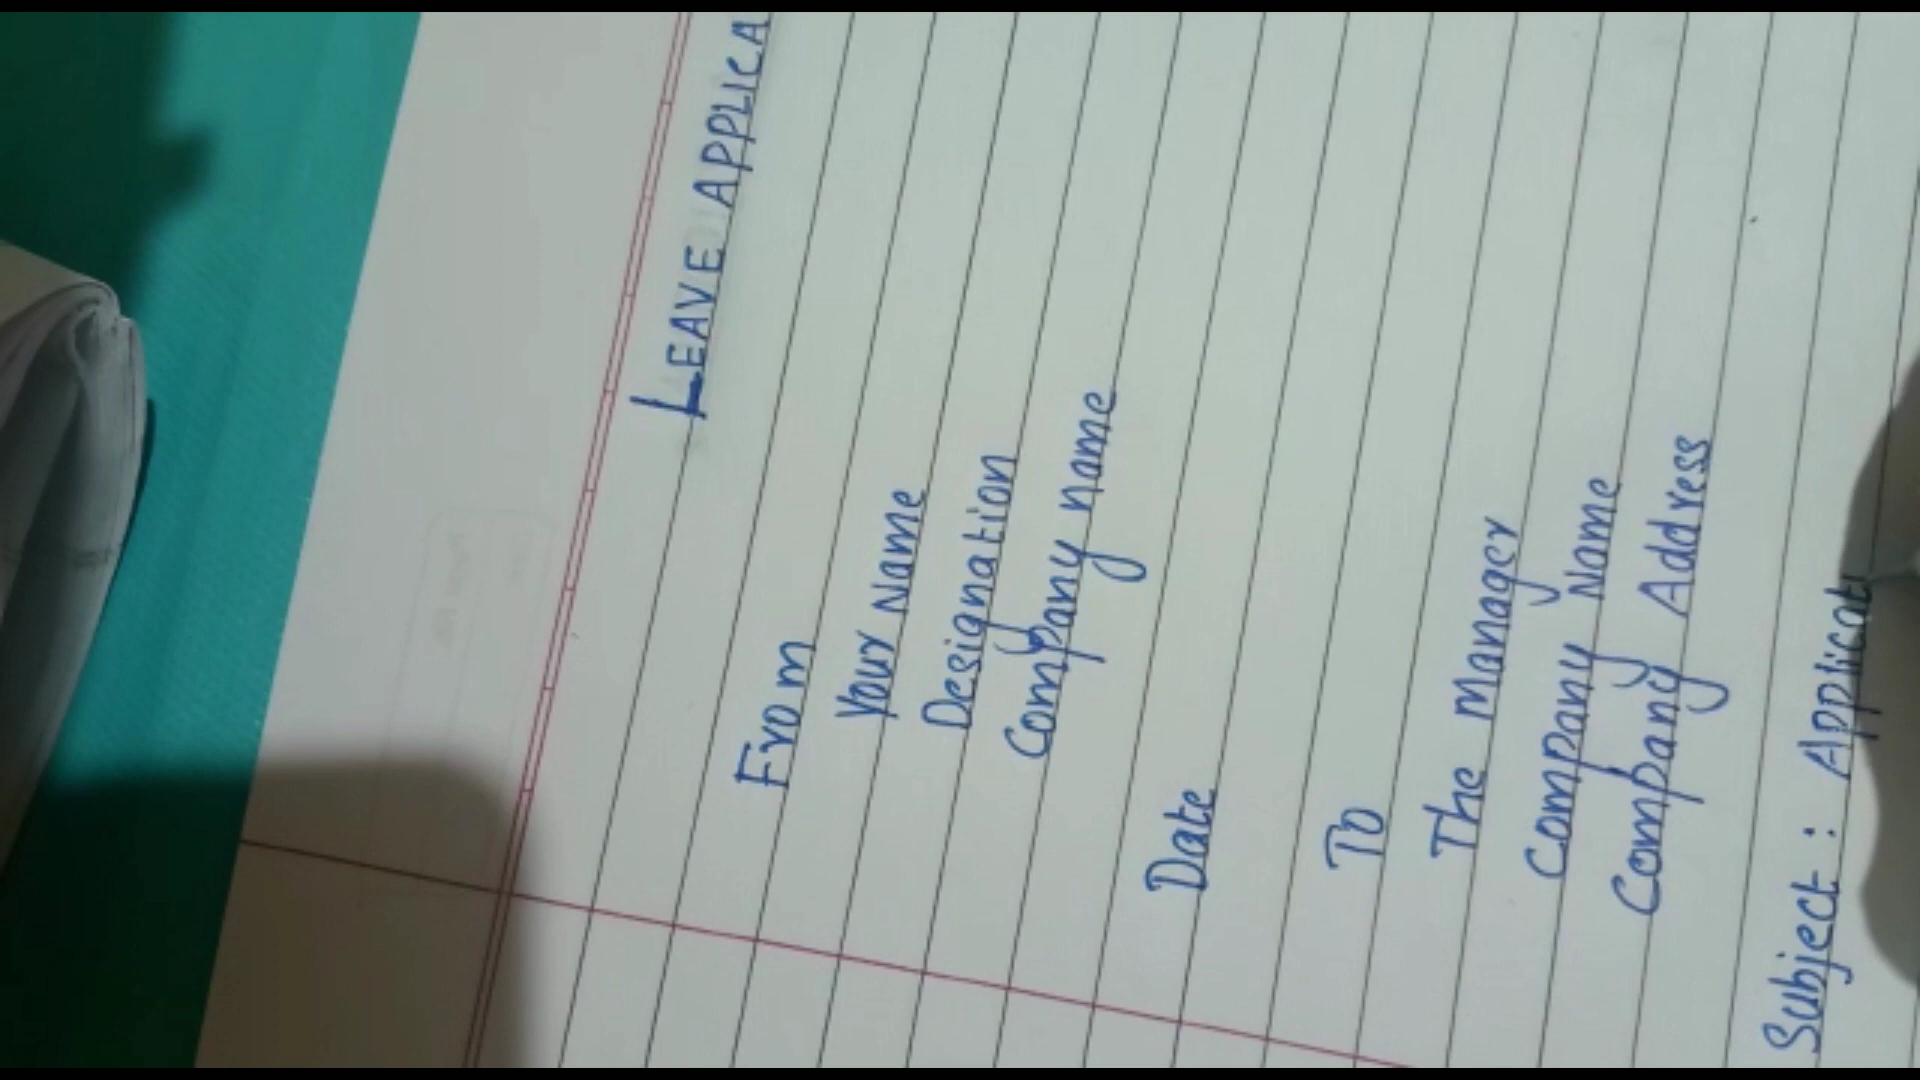 LEAVE APPLICA
From
Your Name
Designation
Company name
Date
To
The Manager
Company Name
Company Address
Subject : Applicat